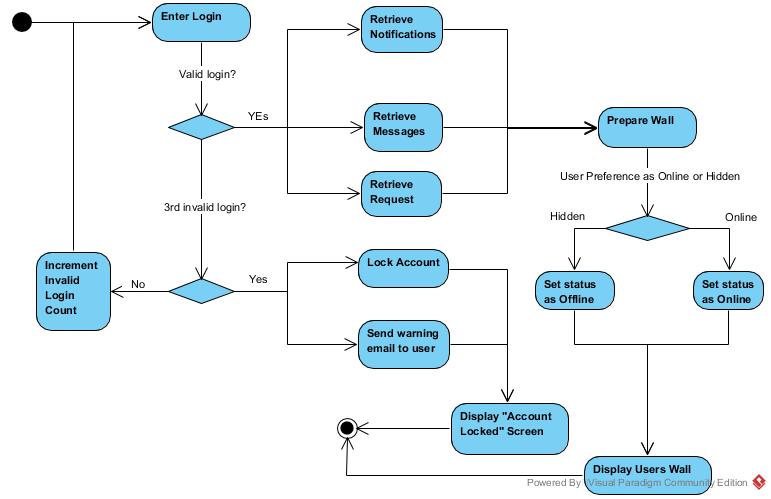 Enter Login
Retrieve
Notifications
Valid login?
YEs
Retrieve
Messages
Prepare Wall
User Preference as Online or Hidden
Retrieve
Request
3rd invalid login?
Hidden
Online
Increment
Invalid
Login
Count
No
Yes
Lock Account
Set status
as Offline
Set status
as Online
Send warning
email to user
Display "Account
Locked" Screen
Display Users Wall
Powered By Visual Paradigm Community Edition